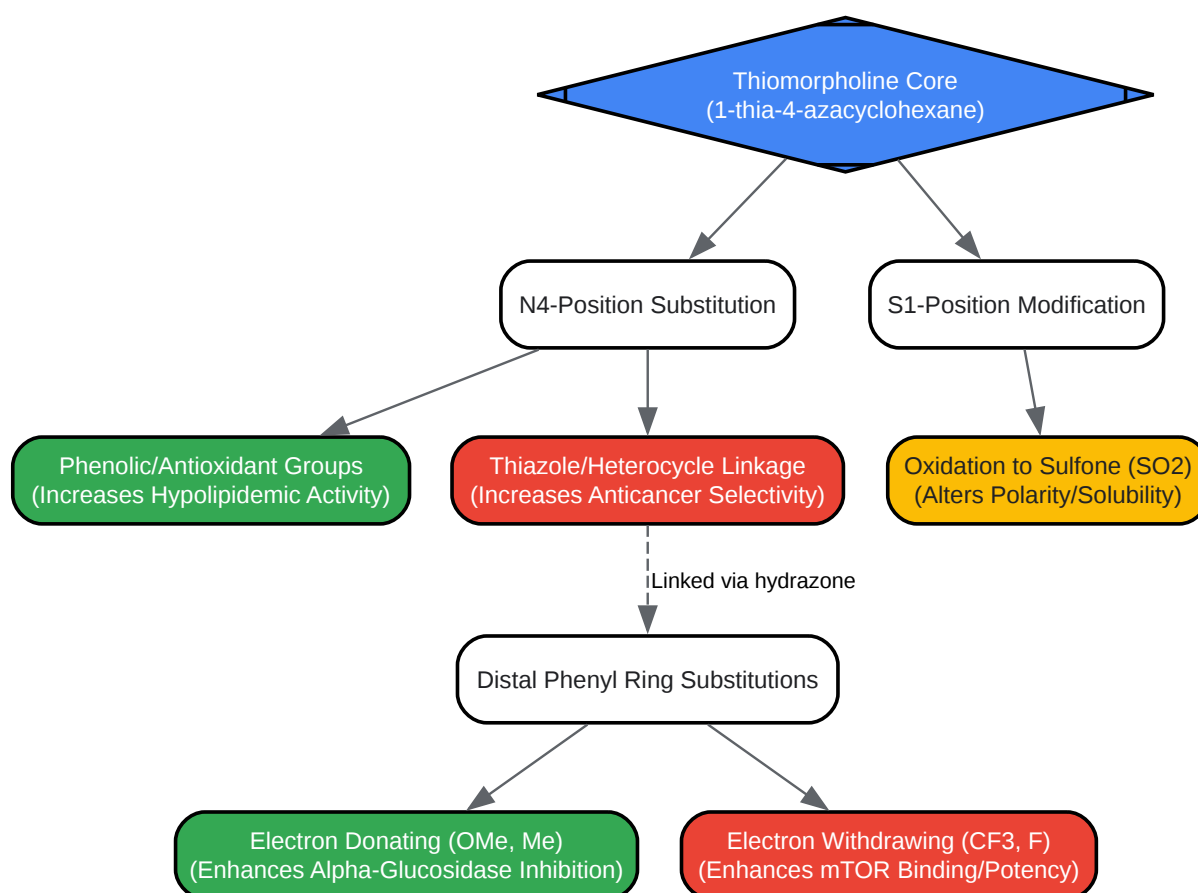 Thiomorpholine Core
(1-thia-4-azacyclohexane)
N4-Position Substitution
S1-Position Modification
Phenolic/Antioxidant Groups
(Increases Hypolipidemic Activity)
Thiazole/Heterocycle Linkage
(Increases Anticancer Selectivity)
Oxidation to Sulfone (SO2)
(Alters Polarity/Solubility)
Linked via hydrazone
Distal Phenyl Ring Substitutions
Electron Donating (OMe, Me)
(Enhances Alpha-Glucosidase Inhibition)
Electron Withdrawing (CF3, F)
(Enhances mTOR Binding/Potency)